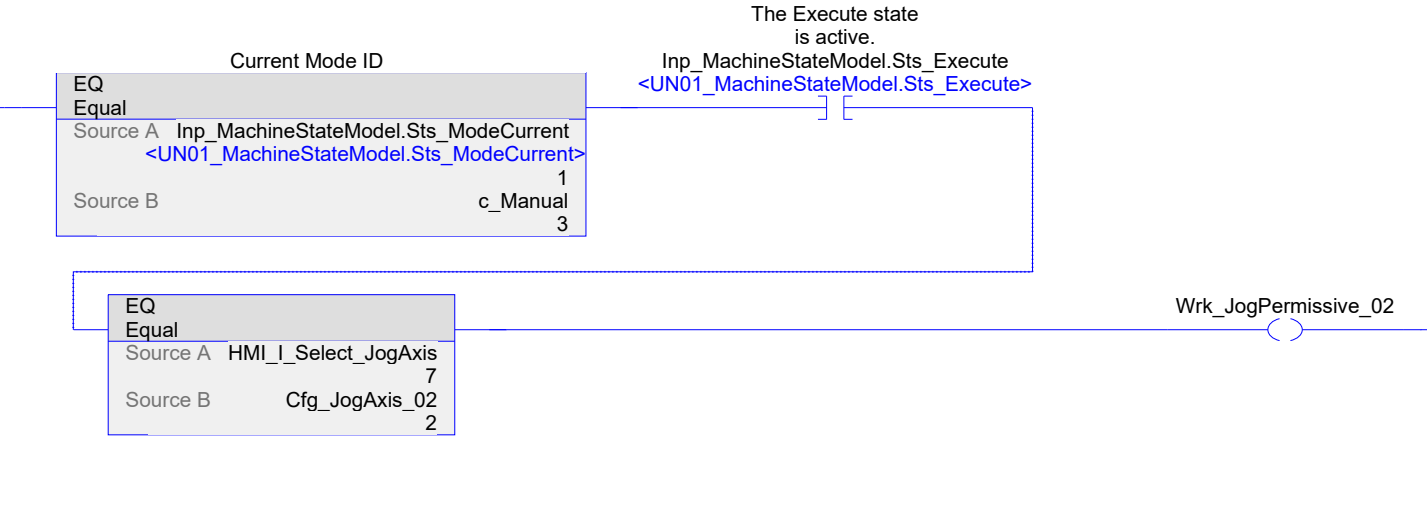 The Execute state
is active.
Current Mode ID
Inp_MachineStateModel.Sts_Execute
<UN01_MachineStateModel.Sts_Execute>
EQ
Equal
Source A Inp_MachineStateModel.Sts_ModeCurrent
<UN01_MachineStateModel.Sts_ModeCurrent>
1
Source B c_Manual
3
EQ
Equal
Wrk_JogPermissive_02
Source A HMI_I_Select_JogAxis
7
Source B Cfg_JogAxis_02
2